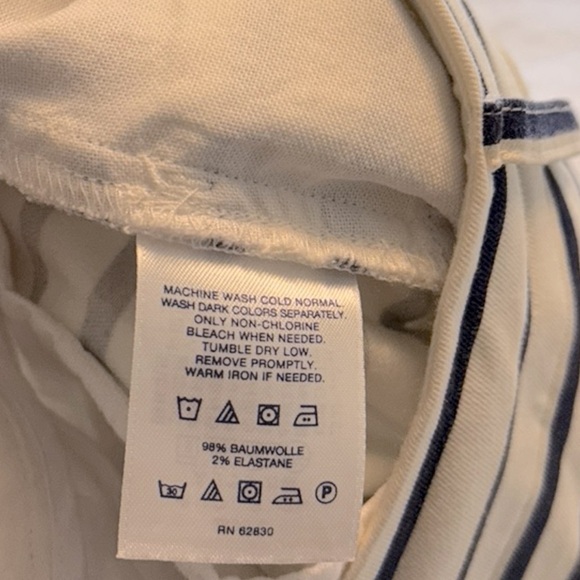 MACHINE WASH COLD NORMAL.
WASH DARK COLORS SEPARATELY.
ONLY NON-CHLORINE
BLEACH WHEN NEEDED.
TUMBLE DRY LOW.
REMOVE PROMPTLY.
WARM IRON IF NEEDED.
98% BAUMWOLLE
2% ELASTANE
30 P
RN 62830